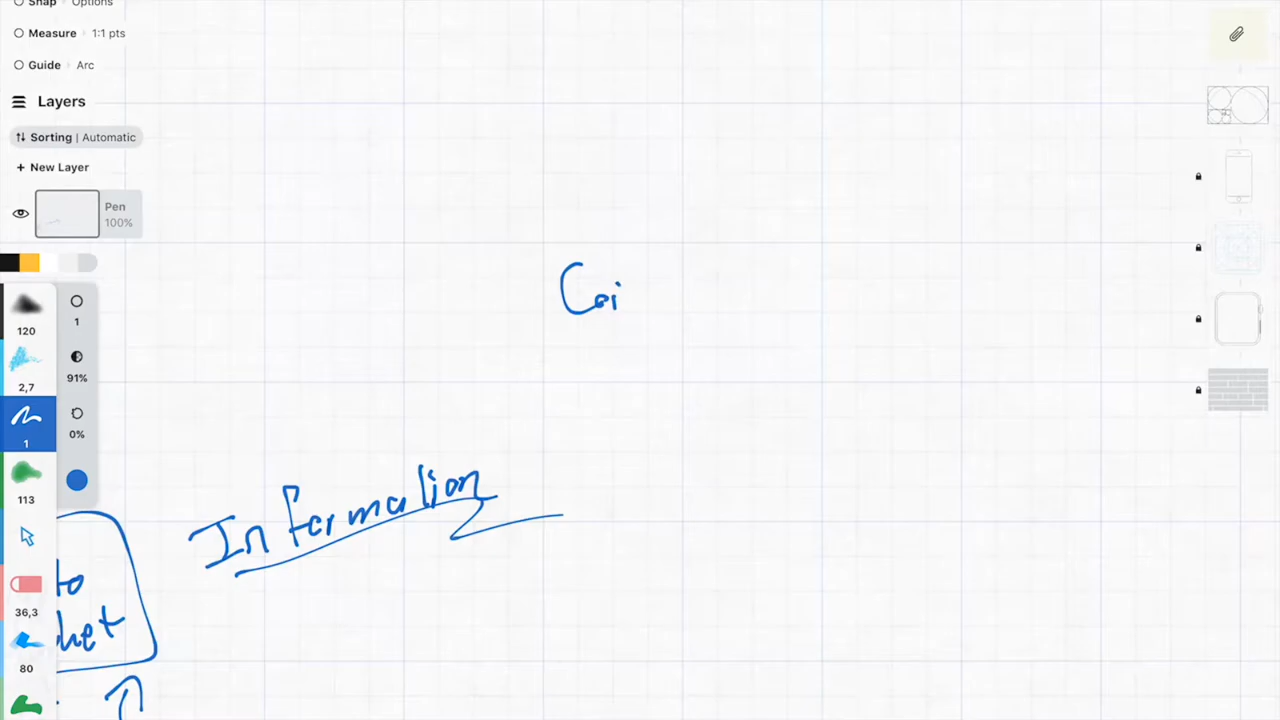 Snap · Options
Measure · 1:1 pts
Guide · Arc
Layers
Sorting | Automatic
+ New Layer
Pen
100%
120
1
2,7
91%
1
0%
113
36,3
80
Coi
Information
to